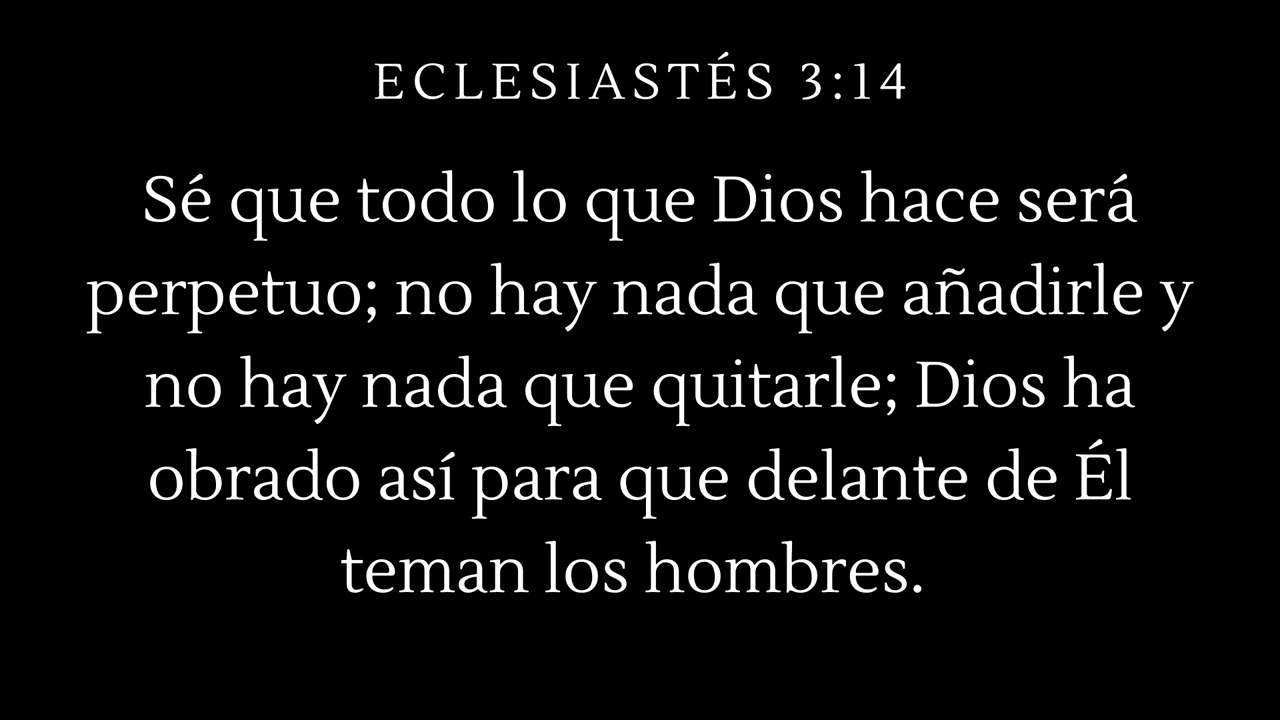 ECLESIASTÉS 3:14
Sé que todo lo que Dios hace será
perpetuo; no hay nada que añadirle y
no hay nada que quitarle; Dios ha
obrado así para que delante de Él
teman los hombres.